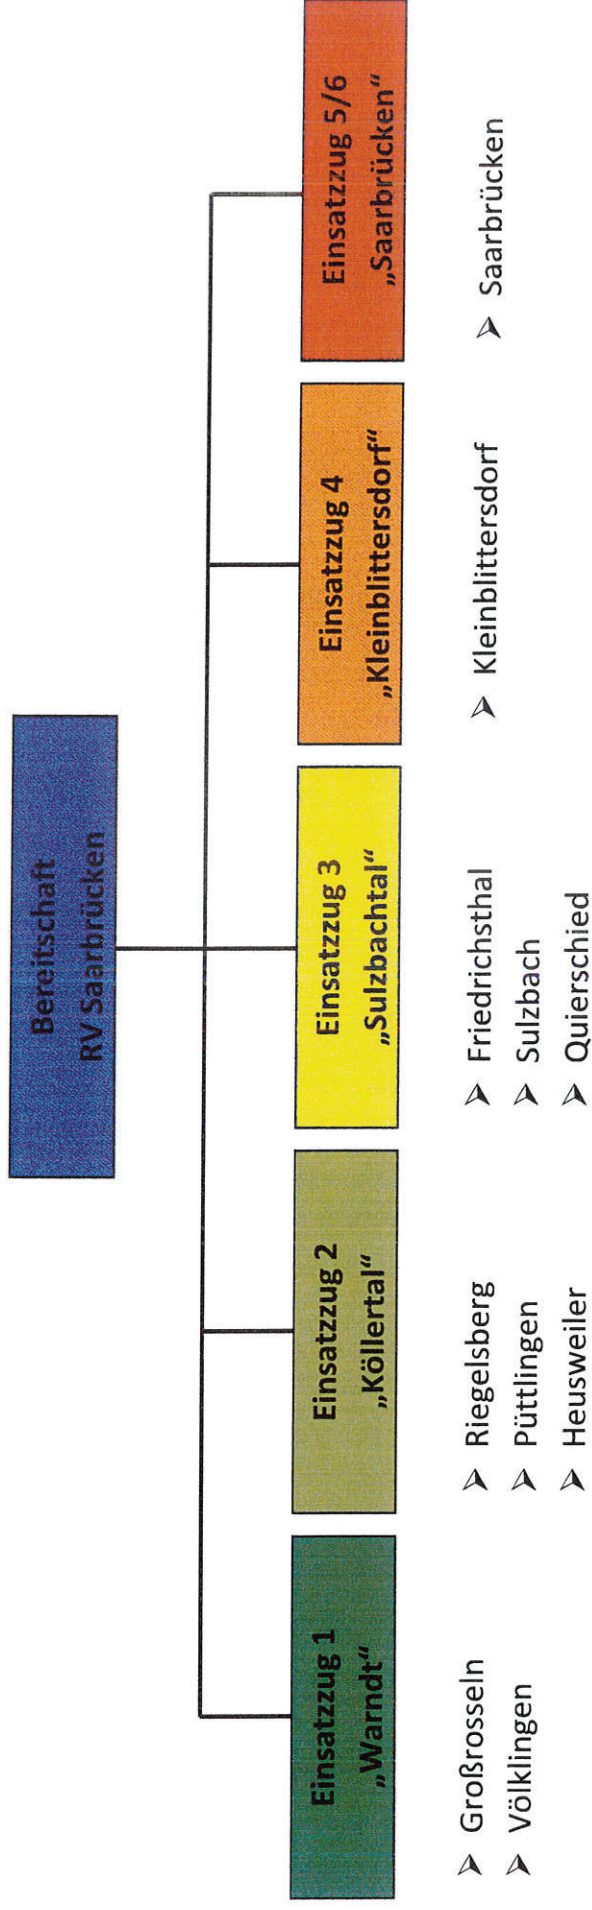 Bereitschaft
RV Saarbrücken
Einsatzzug 1
„Warndt“
Einsatzzug 2
„Köllertal“
Einsatzzug 3
„Sulzbachtal“
Einsatzzug 4
„Kleinblittersdorf“
Einsatzzug 5/6
„Saarbrücken“
➢ Großrosseln
➢ Völklingen
➢ Riegelsberg
➢ Püttlingen
➢ Heusweiler
➢ Friedrichsthal
➢ Sulzbach
➢ Quierschied
➢ Kleinblittersdorf
➢ Saarbrücken